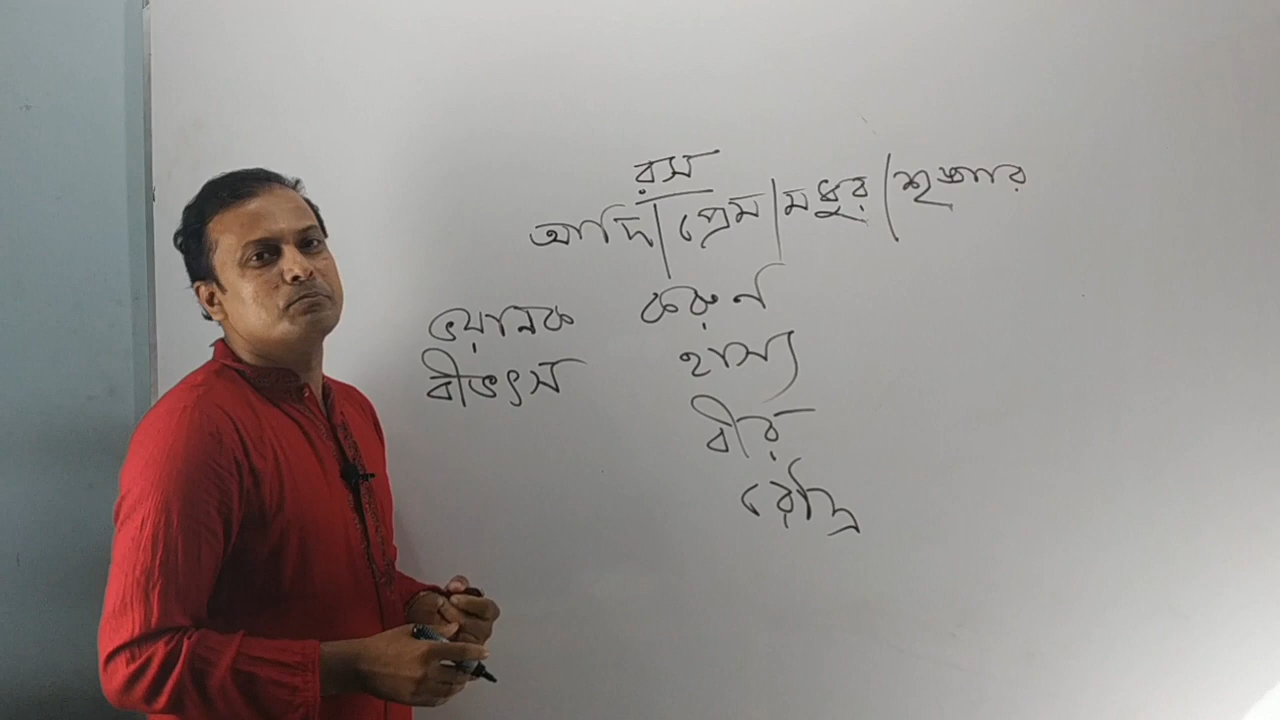 রস
আদি | প্রেম | মধুর | শৃঙ্গার
করুণ
হাস্য
বীর
রৌদ্র
ভয়ানক
বীভৎস